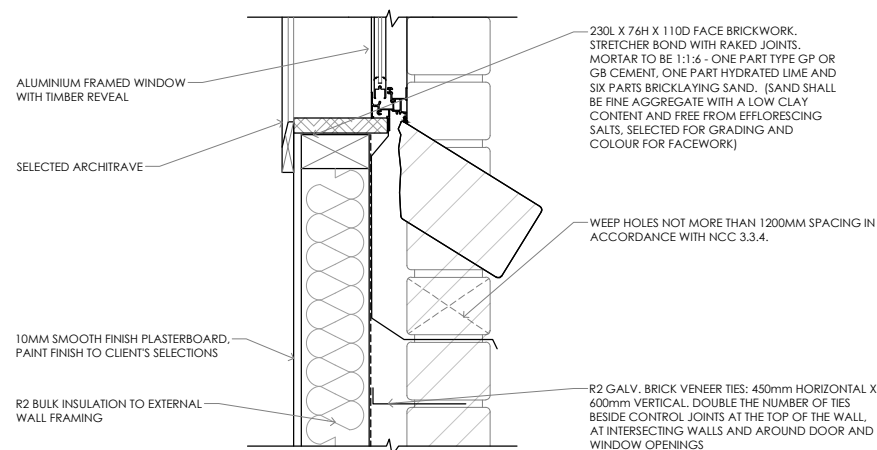 ALUMINIUM FRAMED WINDOW
WITH TIMBER REVEAL
SELECTED ARCHITRAVE
10MM SMOOTH FINISH PLASTERBOARD,
PAINT FINISH TO CLIENT'S SELECTIONS
R2 BULK INSULATION TO EXTERNAL
WALL FRAMING
230L X 76H X 110D FACE BRICKWORK.
STRETCHER BOND WITH RAKED JOINTS.
MORTAR TO BE 1:1:6 - ONE PART TYPE GP OR
GB CEMENT, ONE PART HYDRATED LIME AND
SIX PARTS BRICKLAYING SAND. (SAND SHALL
BE FINE AGGREGATE WITH A LOW CLAY
CONTENT AND FREE FROM EFFLORESCING
SALTS, SELECTED FOR GRADING AND
COLOUR FOR FACEWORK)
WEEP HOLES NOT MORE THAN 1200MM SPACING IN
ACCORDANCE WITH NCC 3.3.4.
R2 GALV. BRICK VENEER TIES: 450mm HORIZONTAL X
600mm VERTICAL. DOUBLE THE NUMBER OF TIES
BESIDE CONTROL JOINTS AT THE TOP OF THE WALL,
AT INTERSECTING WALLS AND AROUND DOOR AND
WINDOW OPENINGS